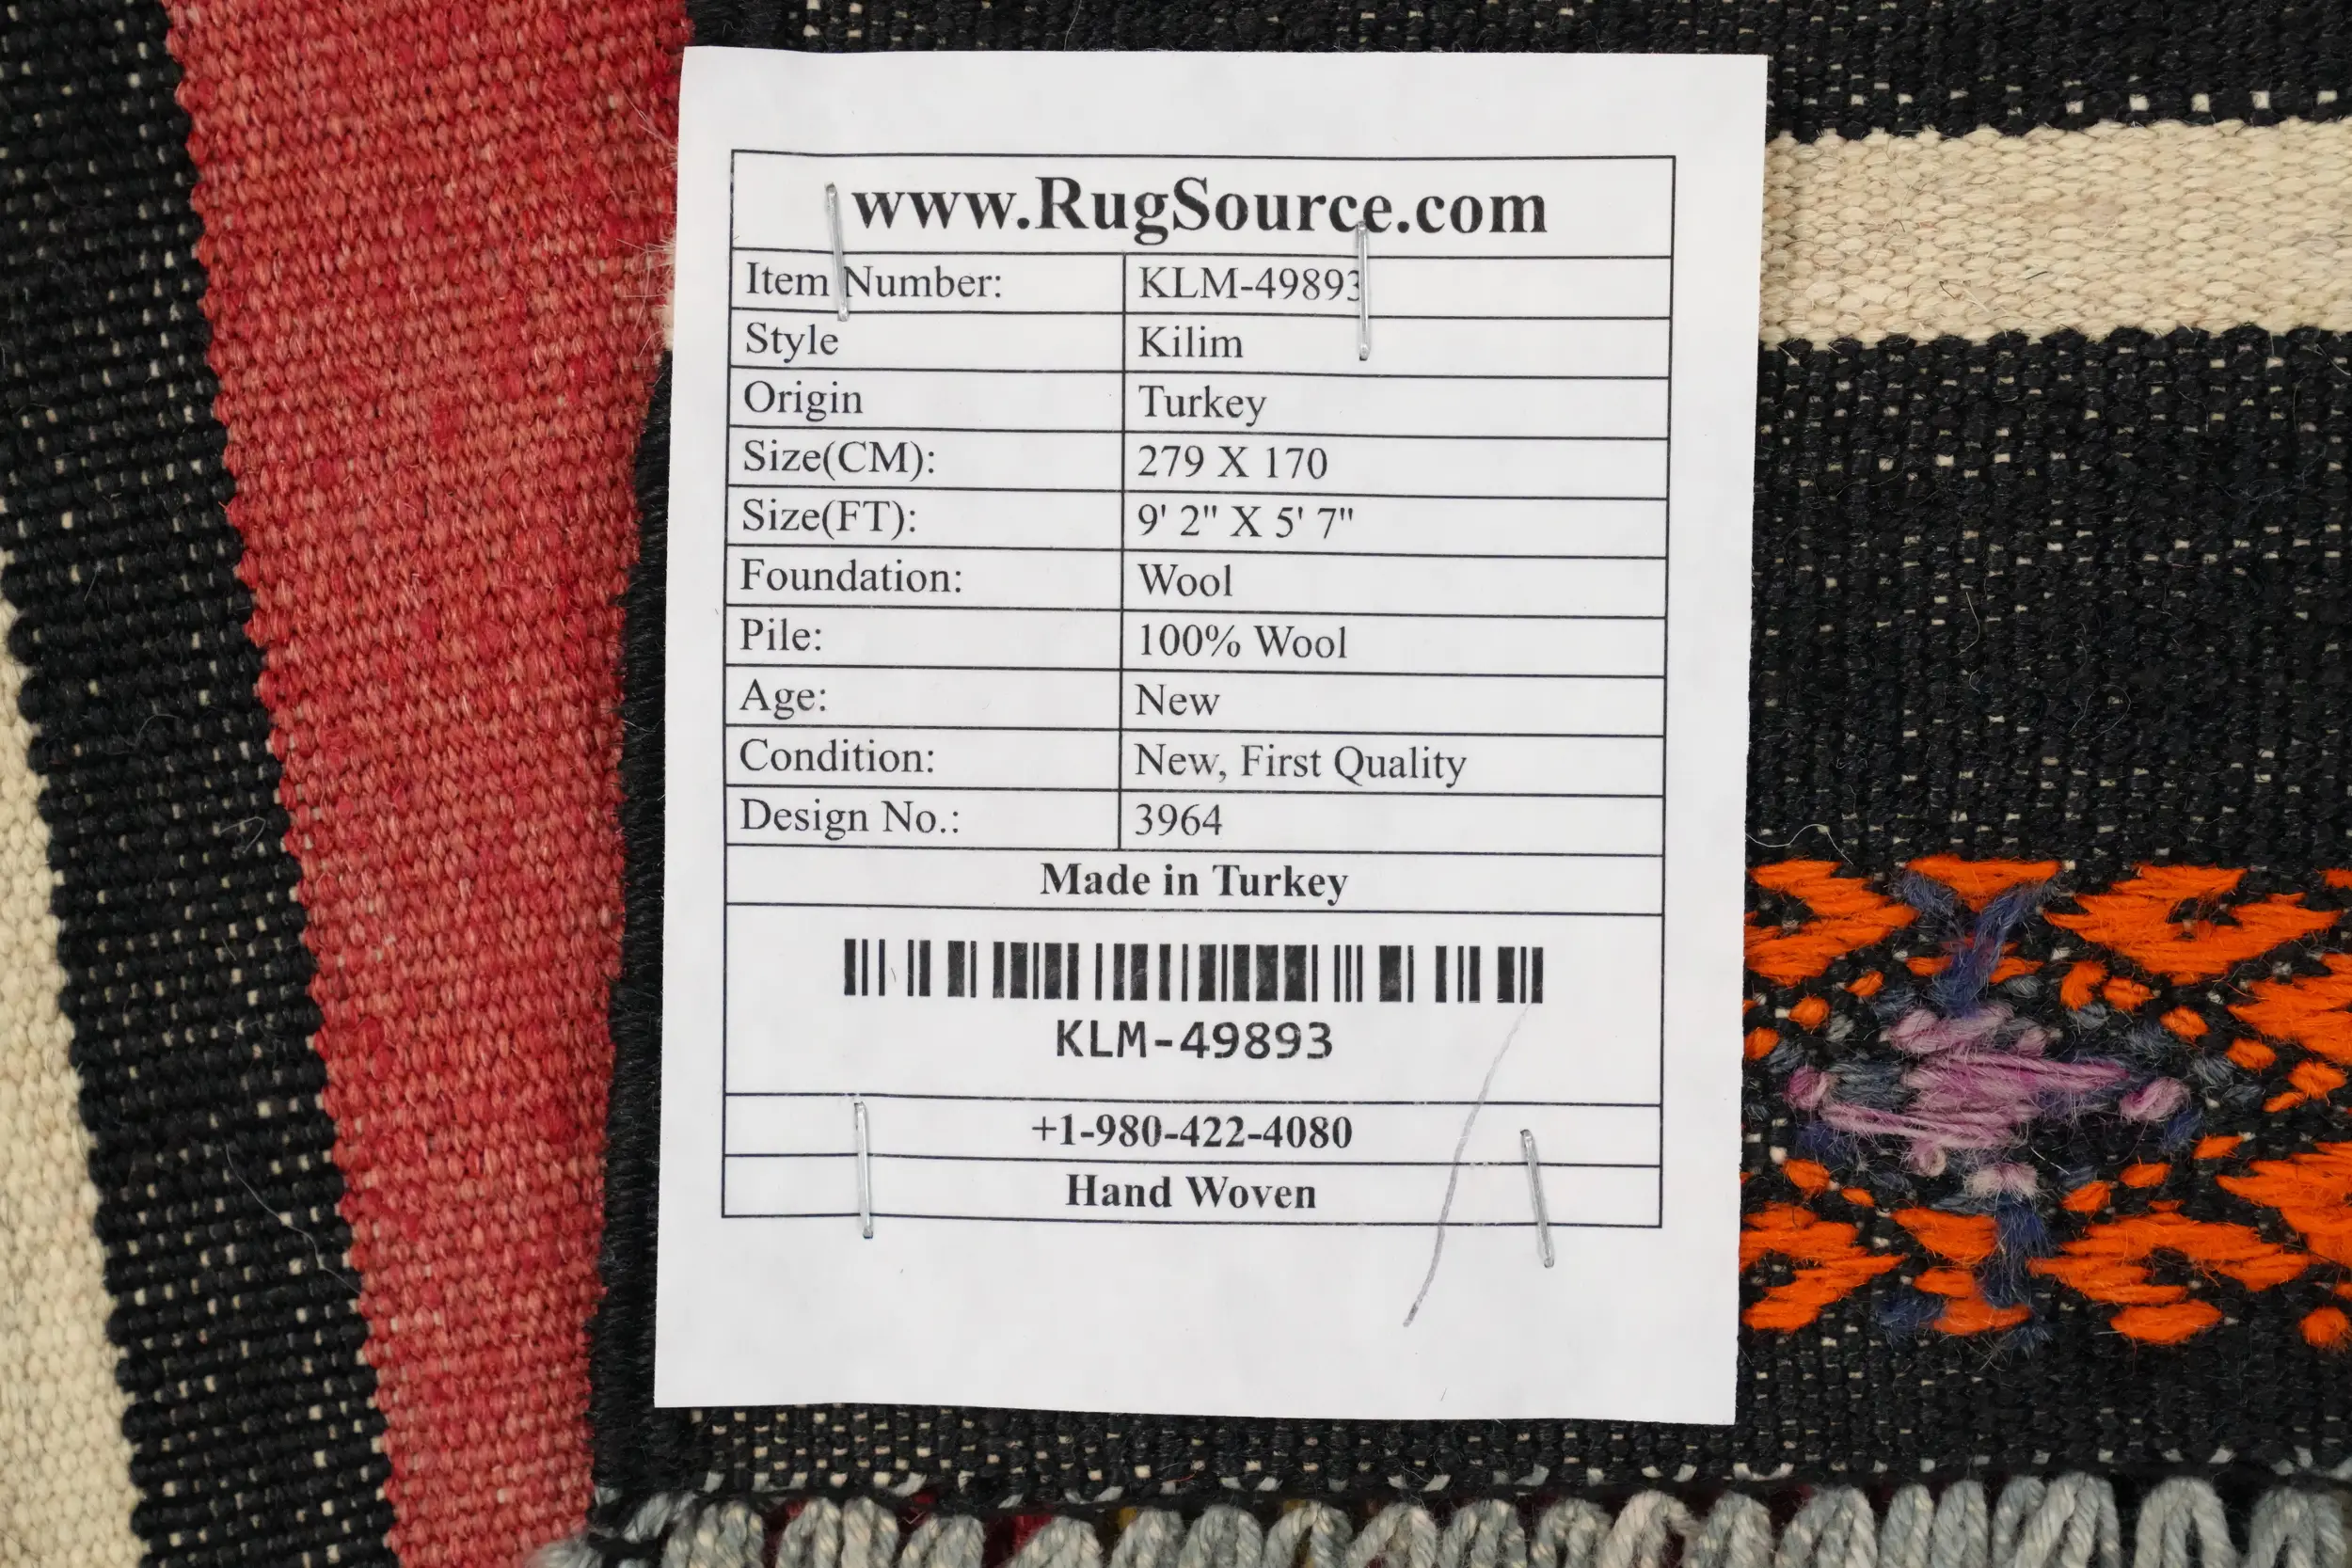 www.RugSource.com
Item Number: KLM-49893
Style Kilim
Origin Turkey
Size(CM): 279 X 170
Size(FT): 9' 2" X 5' 7"
Foundation: Wool
Pile: 100% Wool
Age: New
Condition: New, First Quality
Design No.: 3964
Made in Turkey
KLM-49893
+1-980-422-4080
Hand Woven